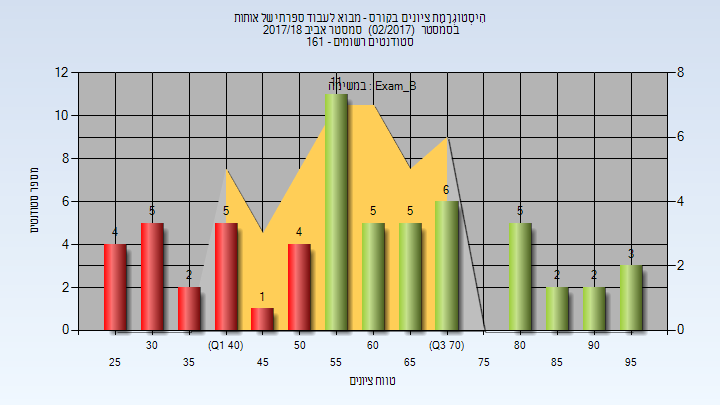 היסטוגרמת ציונים בקורס - מבוא לעבוד ספרתי של אותות
בסמסטר (02/2017) סמסטר אביב 2017/18
סטודנטים רשומים - 161
במשימה : Exam_B
מספר סטודנטים
12 10 8 6 4 2 0
8 6 4 2 0
4 5 2 5 1 4 11 5 5 6 5 2 2 3
30 (Q1 40) 50 60 (Q3 70) 80 90
25 35 45 55 65 75 85 95
טווח ציונים